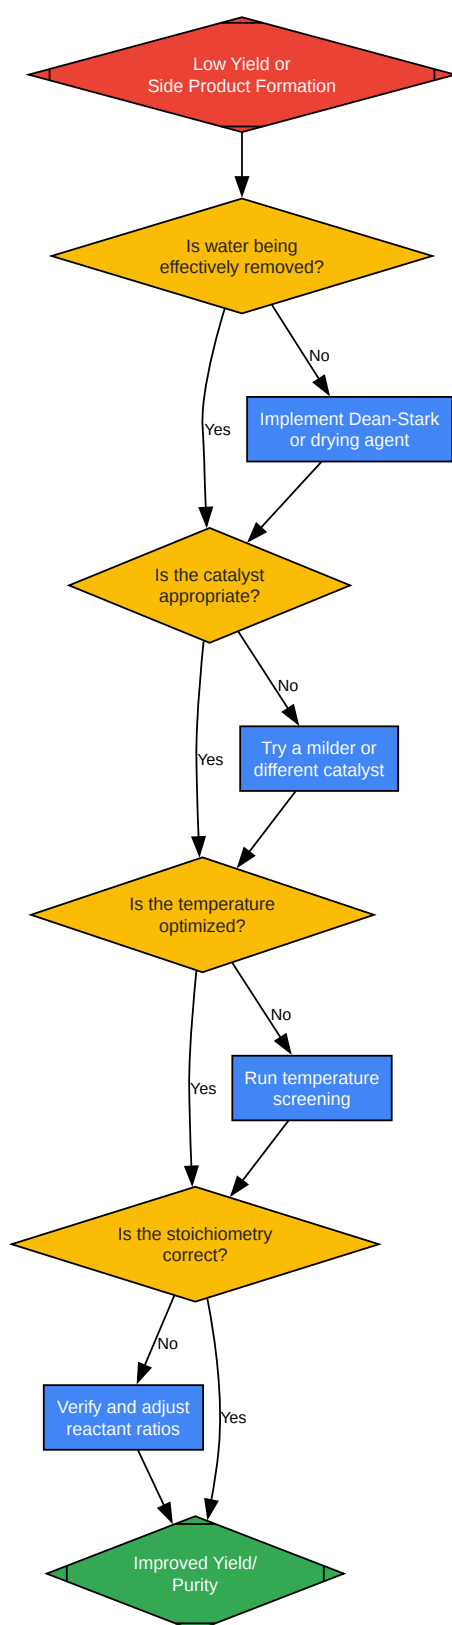 Low Yield or
Side Product Formation
Is water being
effectively removed?
No
Implement Dean-Stark
or drying agent
Yes
Is the catalyst
appropriate?
No
Try a milder or
different catalyst
Yes
Is the temperature
optimized?
No
Run temperature
screening
Yes
Is the stoichiometry
correct?
No
Verify and adjust
reactant ratios
Yes
Improved Yield/
Purity